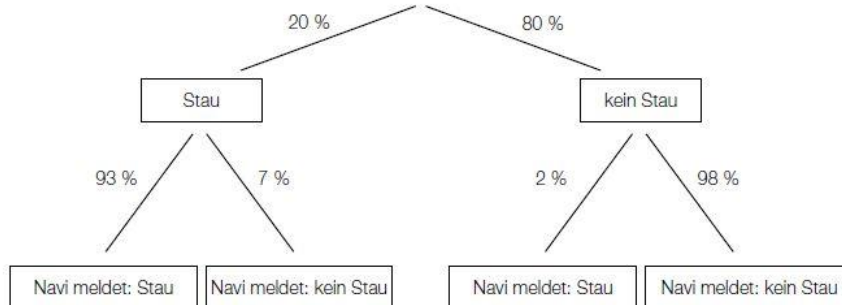 20 % 80 %
Stau kein Stau
93 % 7 % 2 % 98 %
Navi meldet: Stau Navi meldet: kein Stau Navi meldet: Stau Navi meldet: kein Stau